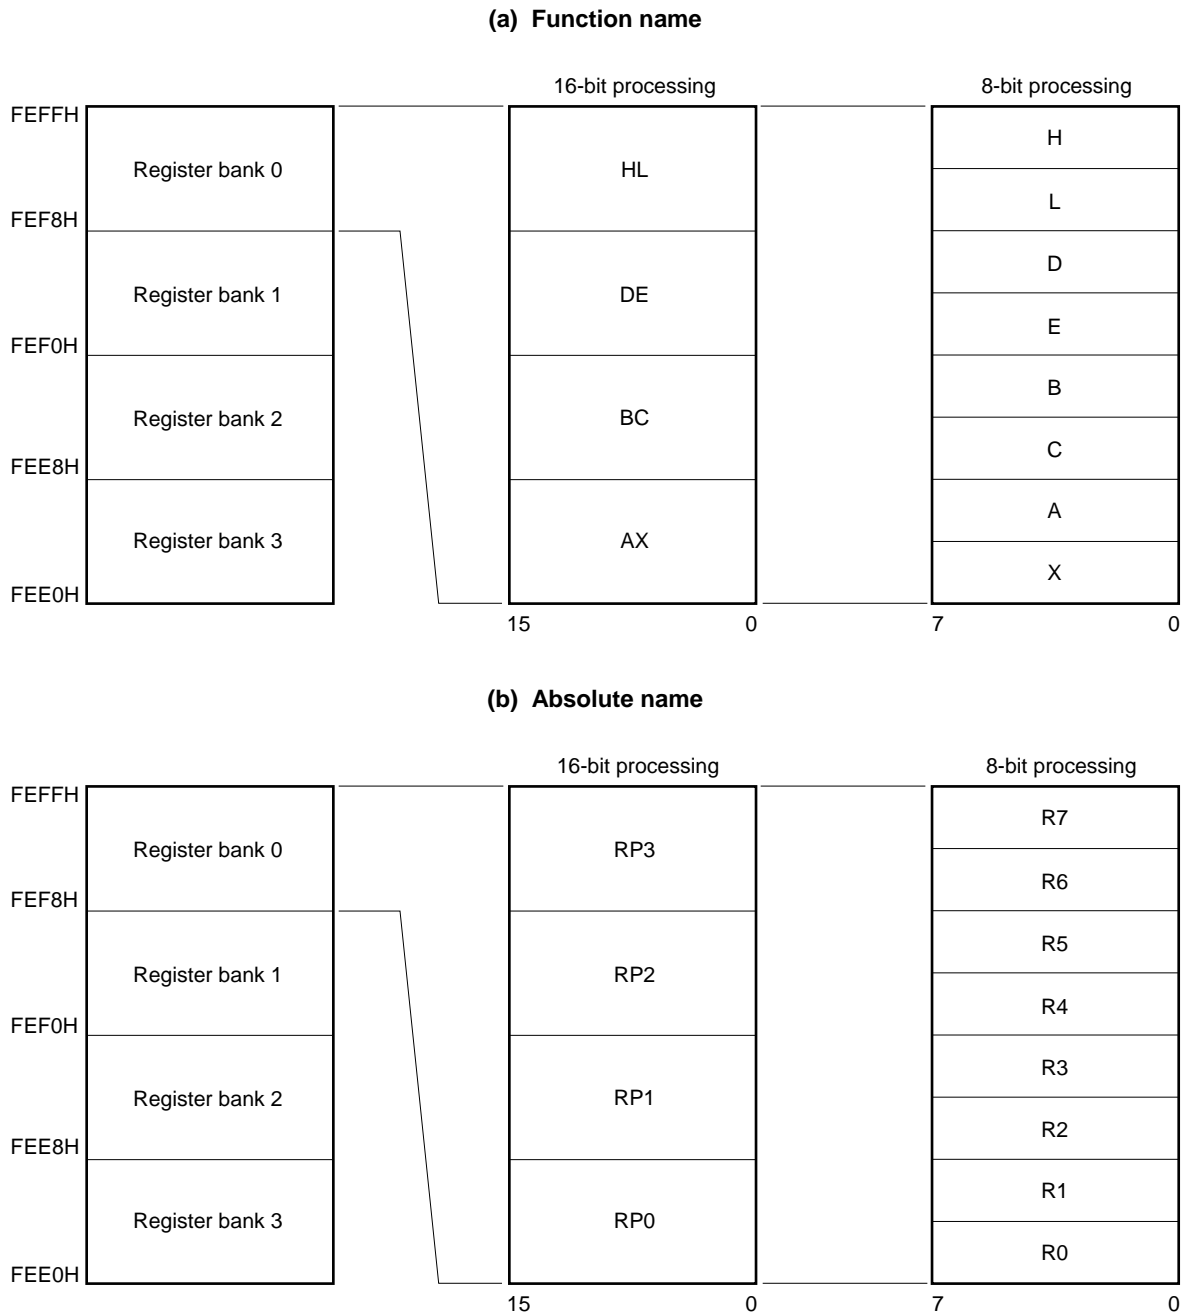 (a) Function name
16-bit processing 8-bit processing
FEFFH
H
Register bank 0 HL
L
FEF8H
D
Register bank 1 DE
E
FEF0H
B
Register bank 2 BC
C
FEE8H
A
Register bank 3 AX
X
FEE0H
15 0 7 0
(b) Absolute name
16-bit processing 8-bit processing
FEFFH
R7
Register bank 0 RP3
R6
FEF8H
R5
Register bank 1 RP2
R4
FEF0H
R3
Register bank 2 RP1
R2
FEE8H
R1
Register bank 3 RP0
R0
FEE0H
15 0 7 0